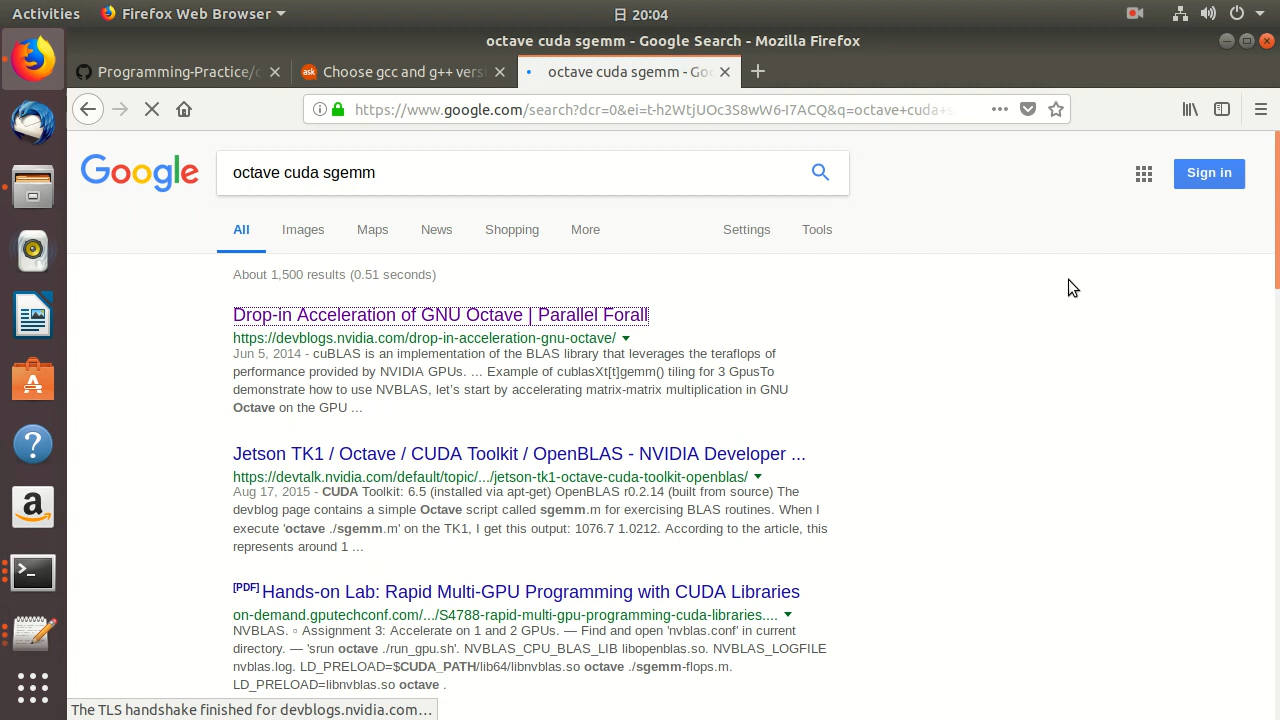 Activities
Firefox Web Browser
日 20:04
octave cuda sgemm - Google Search - Mozilla Firefox
Programming-Practice/c
Choose gcc and g++ vers
octave cuda sgemm - Goo
https://www.google.com/search?dcr=0&ei=t-h2WtjUOc3S8wW6-I7ACQ&q=octave+cuda+s
Google
octave cuda sgemm
Sign in
All
Images
Maps
News
Shopping
More
Settings
Tools
About 1,500 results (0.51 seconds)
Drop-in Acceleration of GNU Octave | Parallel Forall
https://devblogs.nvidia.com/drop-in-acceleration-gnu-octave/
Jun 5, 2014 - cuBLAS is an implementation of the BLAS library that leverages the teraflops of
performance provided by NVIDIA GPUs. ... Example of cublasXt[t]gemm() tiling for 3 GpusTo
demonstrate how to use NVBLAS, let's start by accelerating matrix-matrix multiplication in GNU
Octave on the GPU ...
Jetson TK1 / Octave / CUDA Toolkit / OpenBLAS - NVIDIA Developer ...
https://devtalk.nvidia.com/default/topic/.../jetson-tk1-octave-cuda-toolkit-openblas/
Aug 17, 2015 - CUDA Toolkit: 6.5 (installed via apt-get) OpenBLAS r0.2.14 (built from source) The
devblog page contains a simple Octave script called sgemm.m for exercising BLAS routines. When I
execute 'octave ./sgemm.m' on the TK1, I get this output: 1076.7 1.0212. According to the article, this
represents around 1 ...
[PDF] Hands-on Lab: Rapid Multi-GPU Programming with CUDA Libraries
on-demand.gputechconf.com/.../S4788-rapid-multi-gpu-programming-cuda-libraries....
NVBLAS. ▫ Assignment 3: Accelerate on 1 and 2 GPUs. — Find and open 'nvblas.conf' in current
directory. — 'srun octave ./run_gpu.sh'. NVBLAS_CPU_BLAS_LIB libopenblas.so. NVBLAS_LOGFILE
nvblas.log. LD_PRELOAD=$CUDA_PATH/lib64/libnvblas.so octave ./sgemm-flops.m.
LD_PRELOAD=libnvblas.so octave .
The TLS handshake finished for devblogs.nvidia.com…